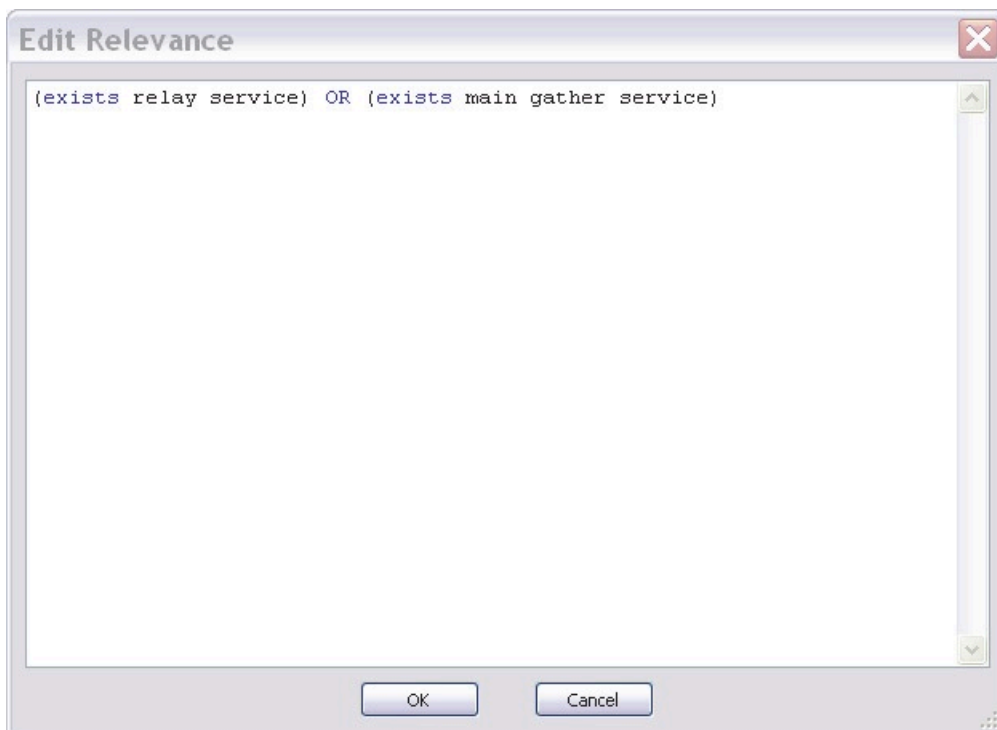 Edit Relevance
(exists relay service) OR (exists main gather service)
OK Cancel